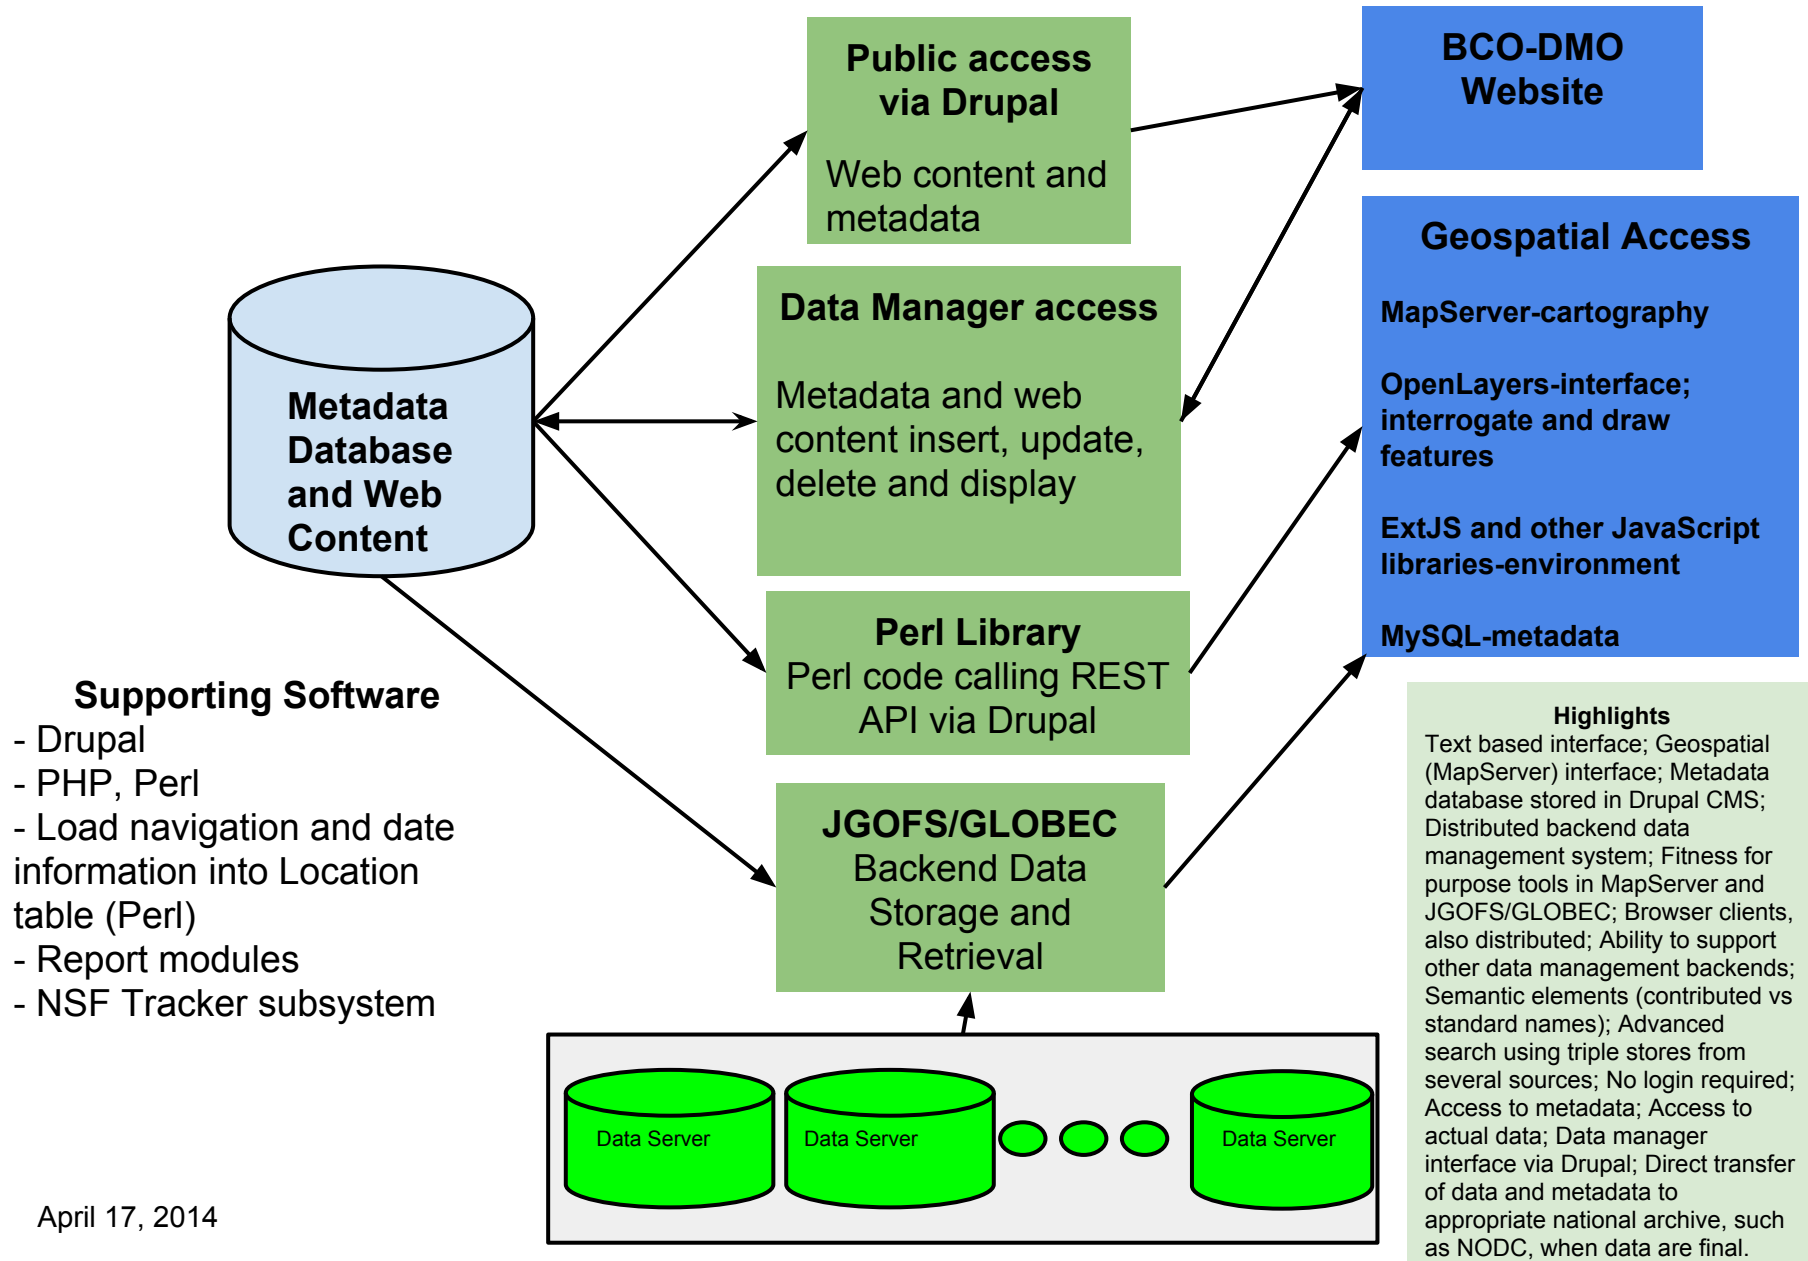 Public access
via Drupal
Web content and
metadata
BCO-DMO
Website
Geospatial Access
MapServer-cartography
OpenLayers-interface;
interrogate and draw
features
ExtJS and other JavaScript
libraries-environment
MySQL-metadata
Data Manager access
Metadata and web
content insert, update,
delete and display
Metadata
Database
and Web
Content
Perl Library
Perl code calling REST
API via Drupal
Supporting Software
- Drupal
- PHP, Perl
- Load navigation and date
information into Location
table (Perl)
- Report modules
- NSF Tracker subsystem
JGOFS/GLOBEC
Backend Data
Storage and
Retrieval
Highlights
Text based interface; Geospatial
(MapServer) interface; Metadata
database stored in Drupal CMS;
Distributed backend data
management system; Fitness for
purpose tools in MapServer and
JGOFS/GLOBEC; Browser clients,
also distributed; Ability to support
other data management backends;
Semantic elements (contributed vs
standard names); Advanced
search using triple stores from
several sources; No login required;
Access to metadata; Access to
actual data; Data manager
interface via Drupal; Direct transfer
of data and metadata to
appropriate national archive, such
as NODC, when data are final.
Data Server
Data Server
Data Server
April 17, 2014